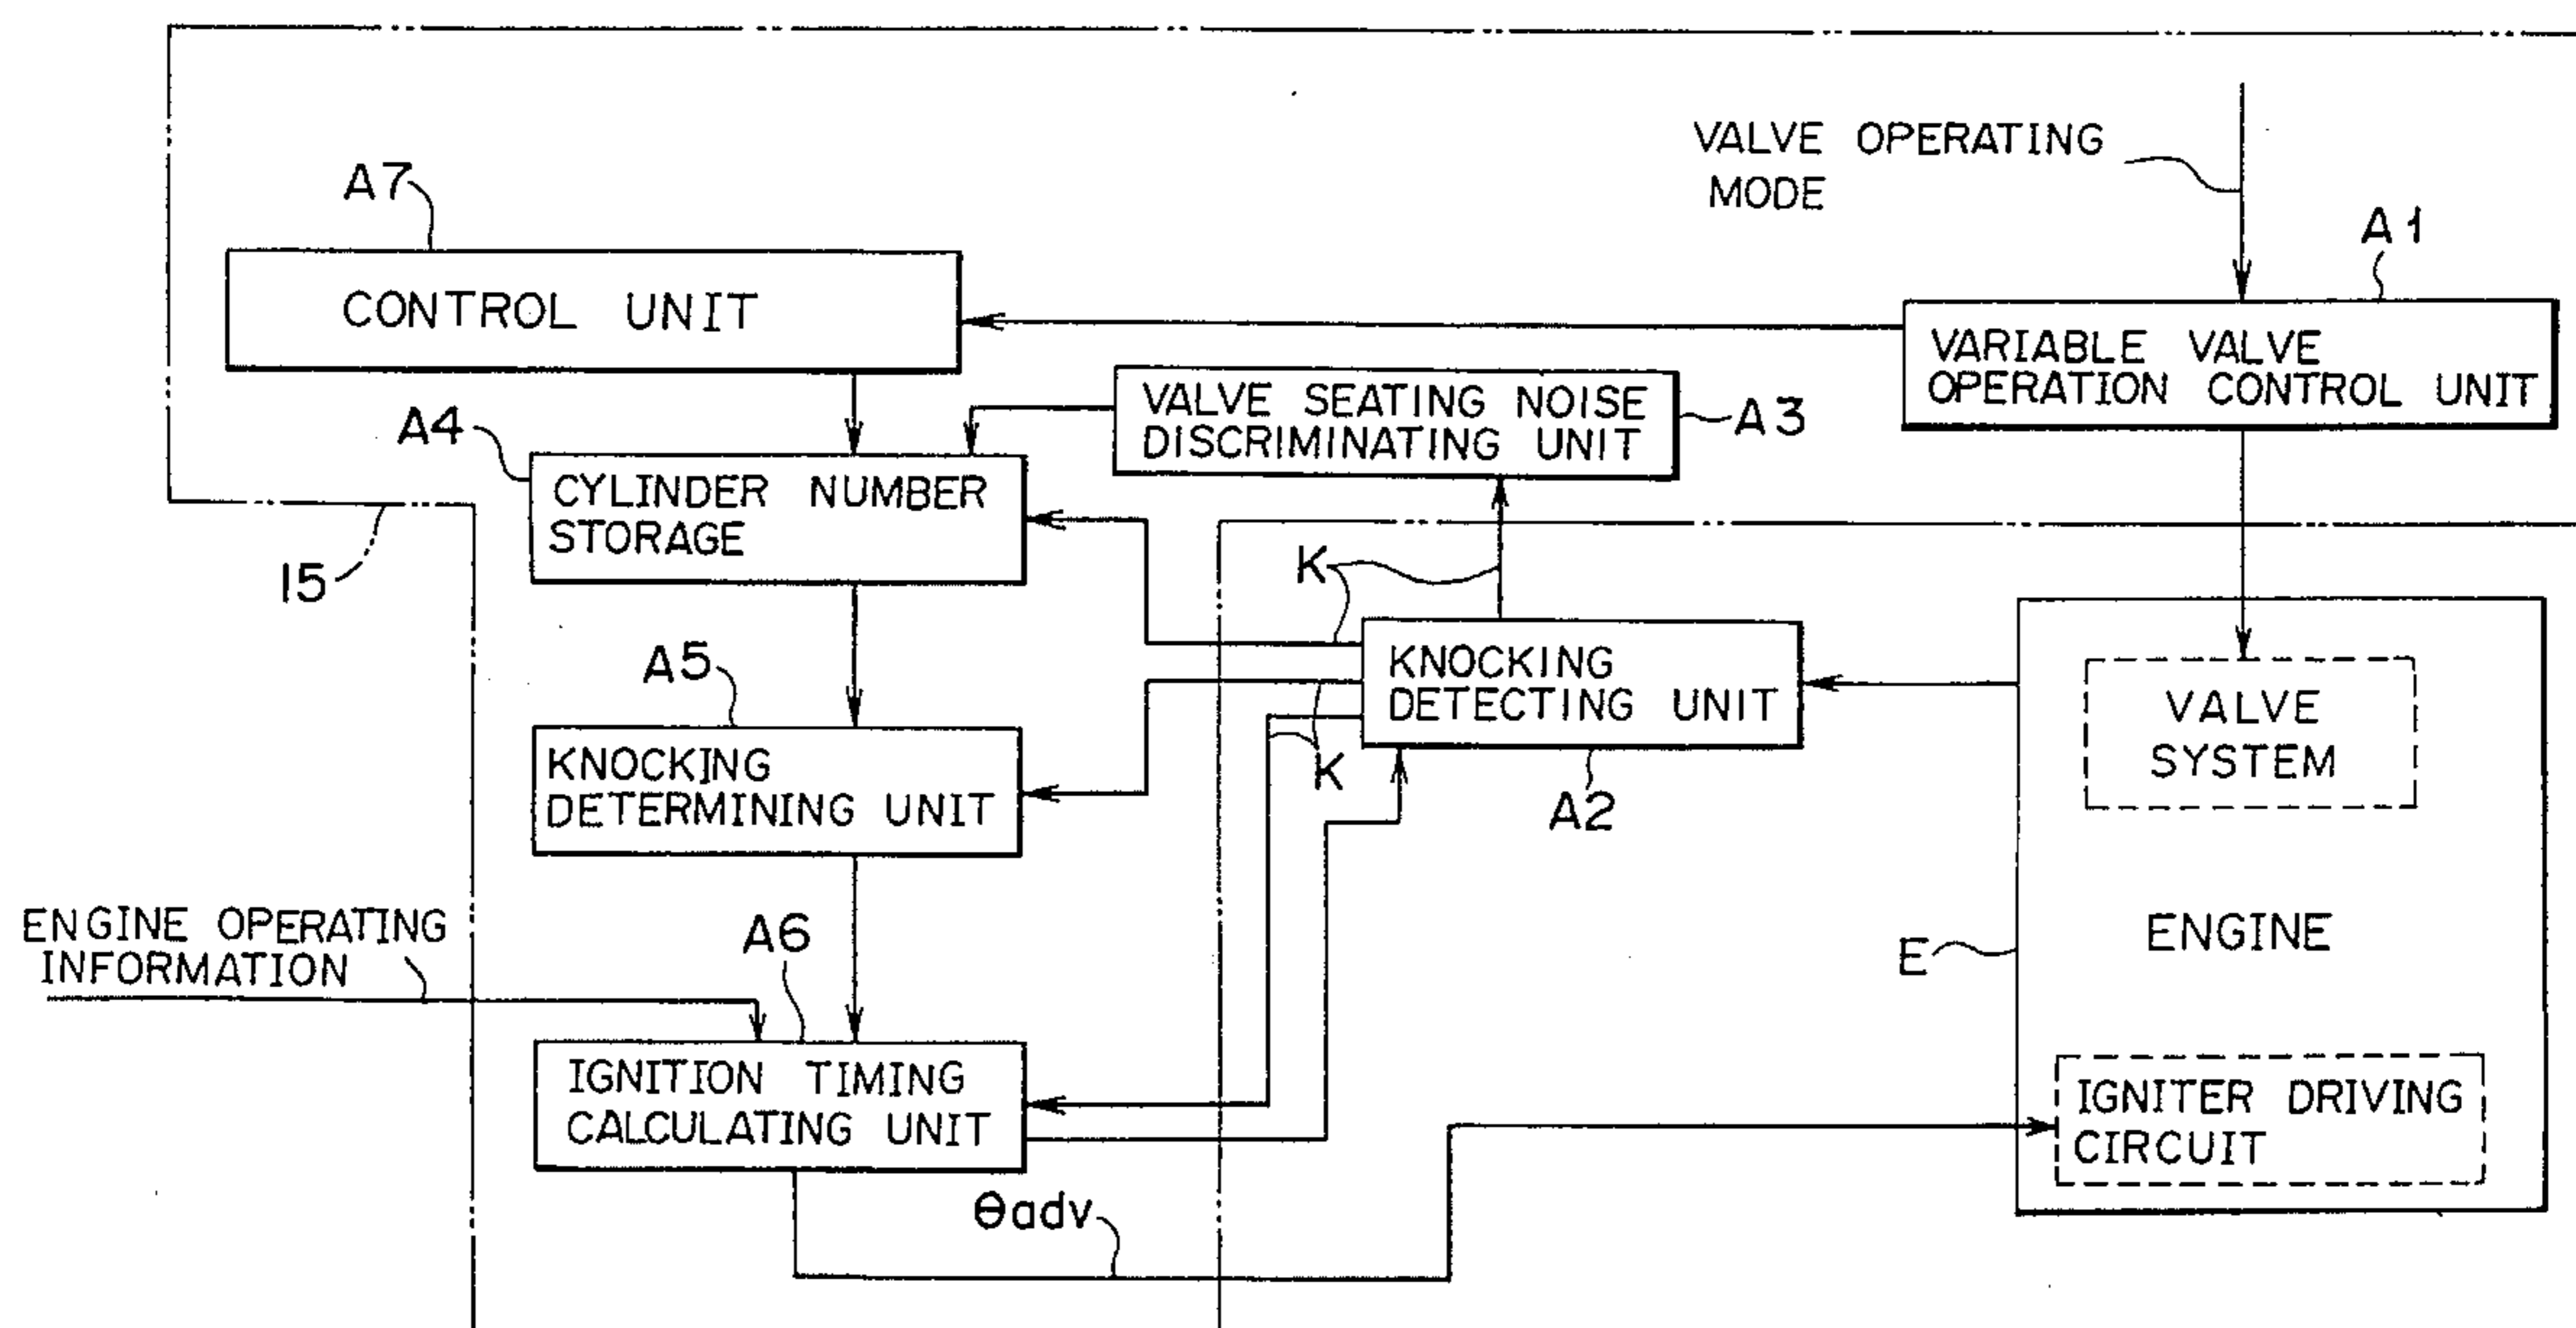 VALVE OPERATING
MODE
A7
A1
CONTROL UNIT
VARIABLE VALVE
OPERATION CONTROL UNIT
VALVE SEATING NOISE
DISCRIMINATING UNIT
A3
A4
CYLINDER NUMBER
STORAGE
15
K
A5
KNOCKING
DETECTING UNIT
VALVE
SYSTEM
KNOCKING
DETERMINING UNIT
K
A2
ENGINE OPERATING
INFORMATION
A6
E
ENGINE
IGNITION TIMING
CALCULATING UNIT
IGNITER DRIVING
CIRCUIT
θadv